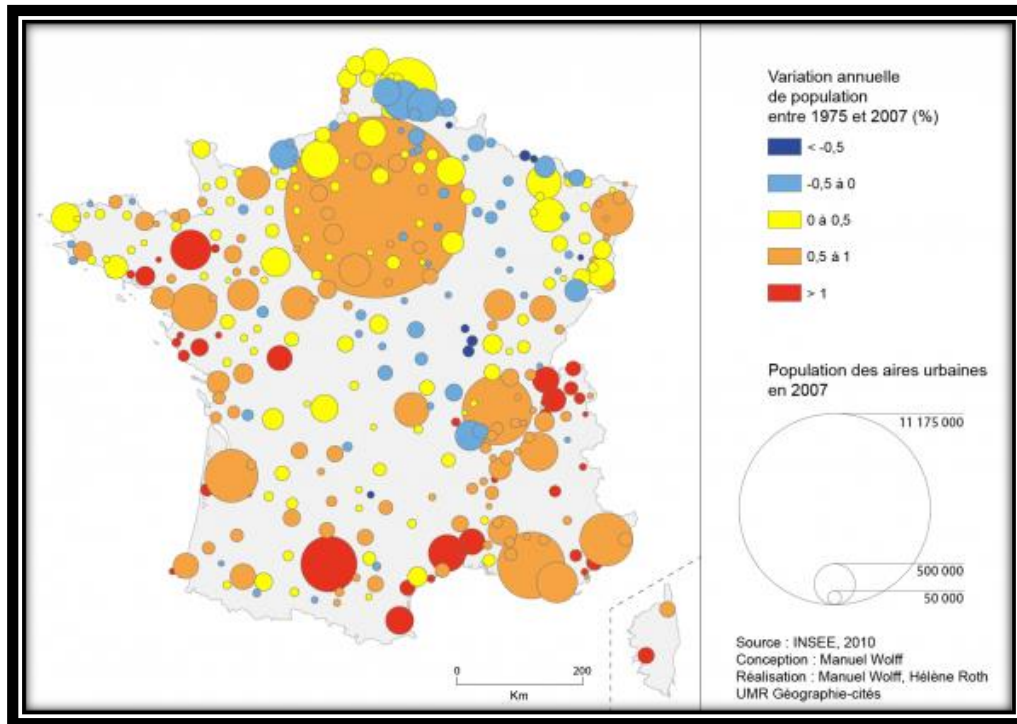 Variation annuelle
de population
entre 1975 et 2007 (%)
< -0,5
-0,5 à 0
0 à 0,5
0,5 à 1
> 1
Population des aires urbaines
en 2007
11 175 000
500 000
50 000
0 200
Km
Source : INSEE, 2010
Conception : Manuel Wolff
Réalisation : Manuel Wolff, Hélène Roth
UMR Géographie-cités